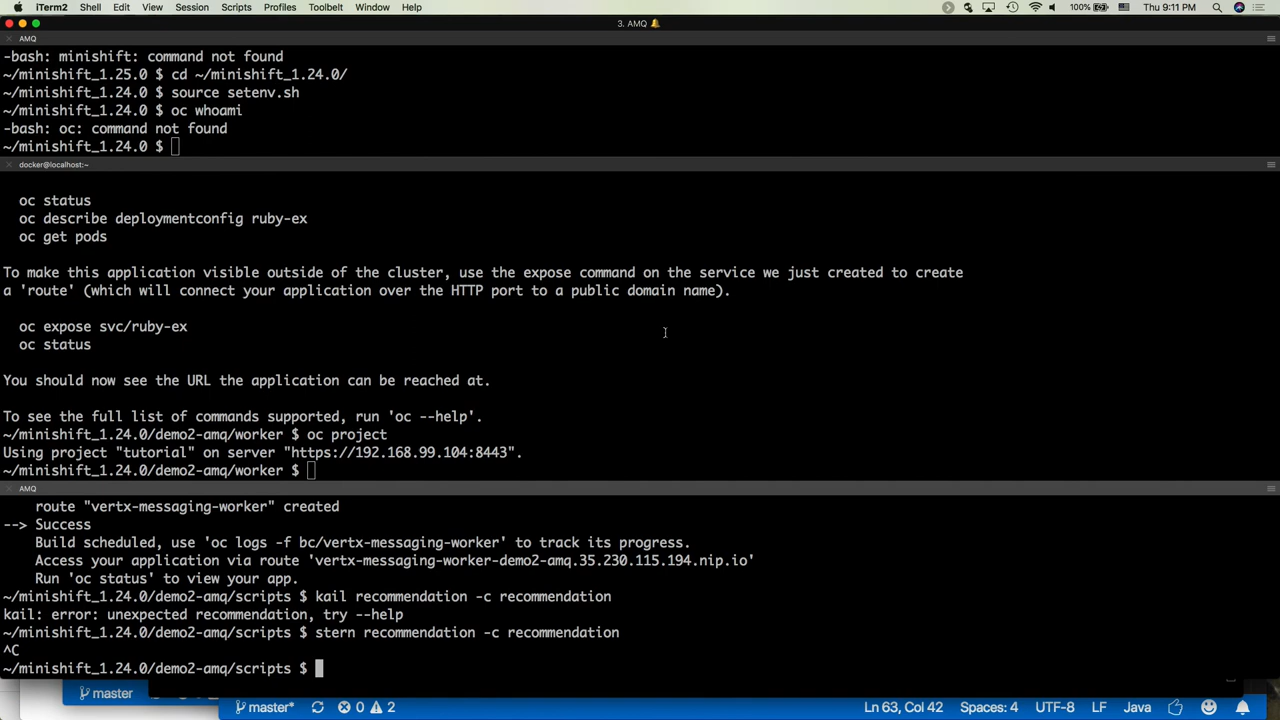 iTerm2 Shell Edit View Session Scripts Profiles Toolbelt Window Help 100% Thu 9:11 PM
3. AMQ
AMQ
-bash: minishift: command not found
~/minishift_1.25.0 $ cd ~/minishift_1.24.0/
~/minishift_1.24.0 $ source setenv.sh
~/minishift_1.24.0 $ oc whoami
-bash: oc: command not found
~/minishift_1.24.0 $
docker@localhost:~
oc status
oc describe deploymentconfig ruby-ex
oc get pods
To make this application visible outside of the cluster, use the expose command on the service we just created to create
a 'route' (which will connect your application over the HTTP port to a public domain name).
oc expose svc/ruby-ex
oc status
You should now see the URL the application can be reached at.
To see the full list of commands supported, run 'oc --help'.
~/minishift_1.24.0/demo2-amq/worker $ oc project
Using project "tutorial" on server "https://192.168.99.104:8443".
~/minishift_1.24.0/demo2-amq/worker $
AMQ
route "vertx-messaging-worker" created
--> Success
Build scheduled, use 'oc logs -f bc/vertx-messaging-worker' to track its progress.
Access your application via route 'vertx-messaging-worker-demo2-amq.35.230.115.194.nip.io'
Run 'oc status' to view your app.
~/minishift_1.24.0/demo2-amq/scripts $ kail recommendation -c recommendation
kail: error: unexpected recommendation, try --help
~/minishift_1.24.0/demo2-amq/scripts $ stern recommendation -c recommendation
^C
~/minishift_1.24.0/demo2-amq/scripts $
master
master* 0 2 Ln 63, Col 42 Spaces: 4 UTF-8 LF Java